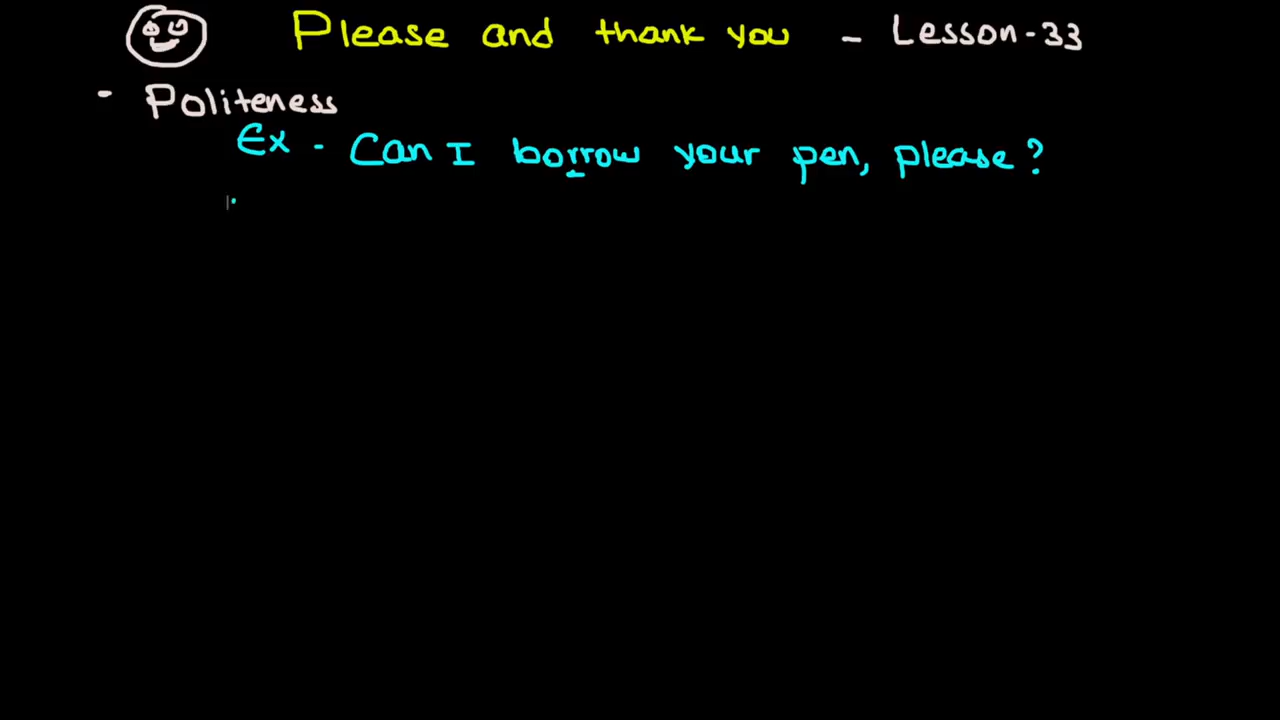 Please and thank you - Lesson-33
- Politeness
Ex - Can I borrow your pen, please?